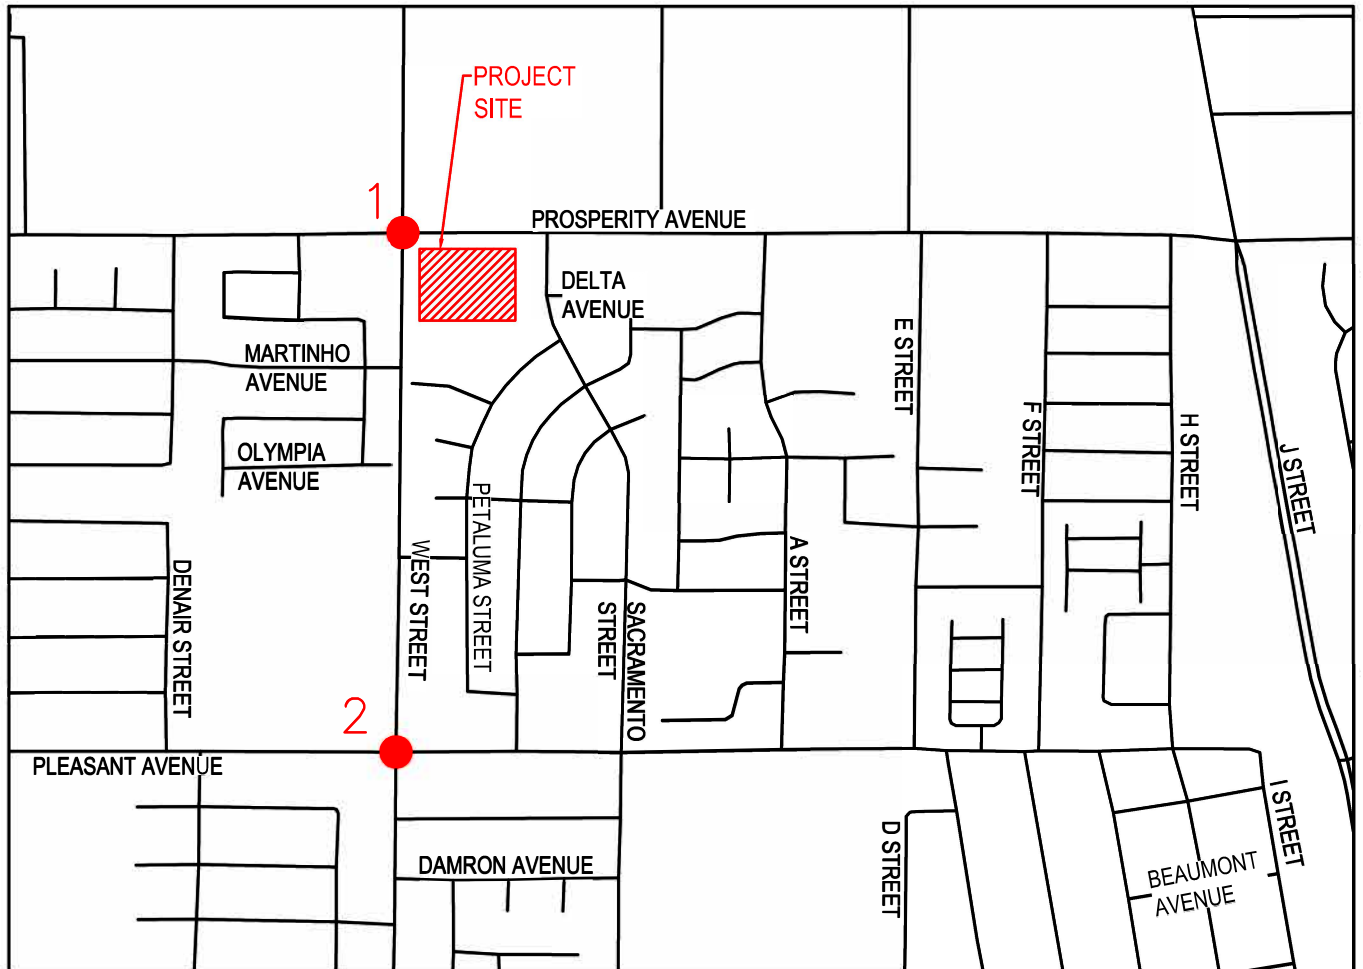 PROJECT
SITE
1
PROSPERITY AVENUE
DELTA
AVENUE
MARTINHO
AVENUE
E STREET
F STREET
H STREET
J STREET
OLYMPIA
AVENUE
PETALUMA STREET
WEST STREET
A STREET
DENAIR STREET
SACRAMENTO
STREET
2
PLEASANT AVENUE
I STREET
D STREET
DAMRON AVENUE
BEAUMONT
AVENUE